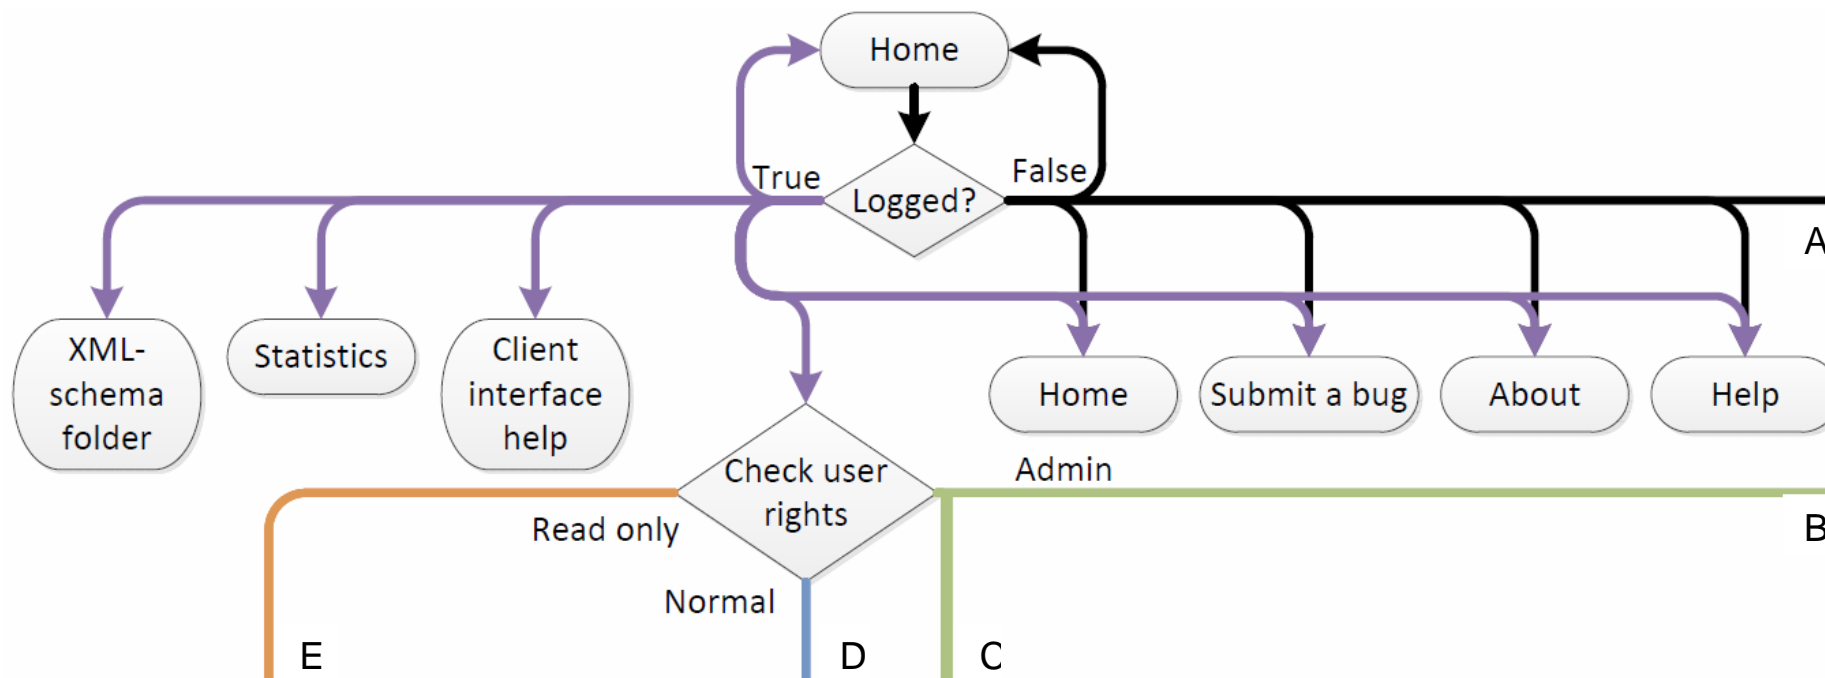 Home
True
False
Logged?
A
XML-
schema
folder
Statistics
Client
interface
help
Home
Submit a bug
About
Help
Check user
rights
Admin
Read only
B
Normal
E
D
C